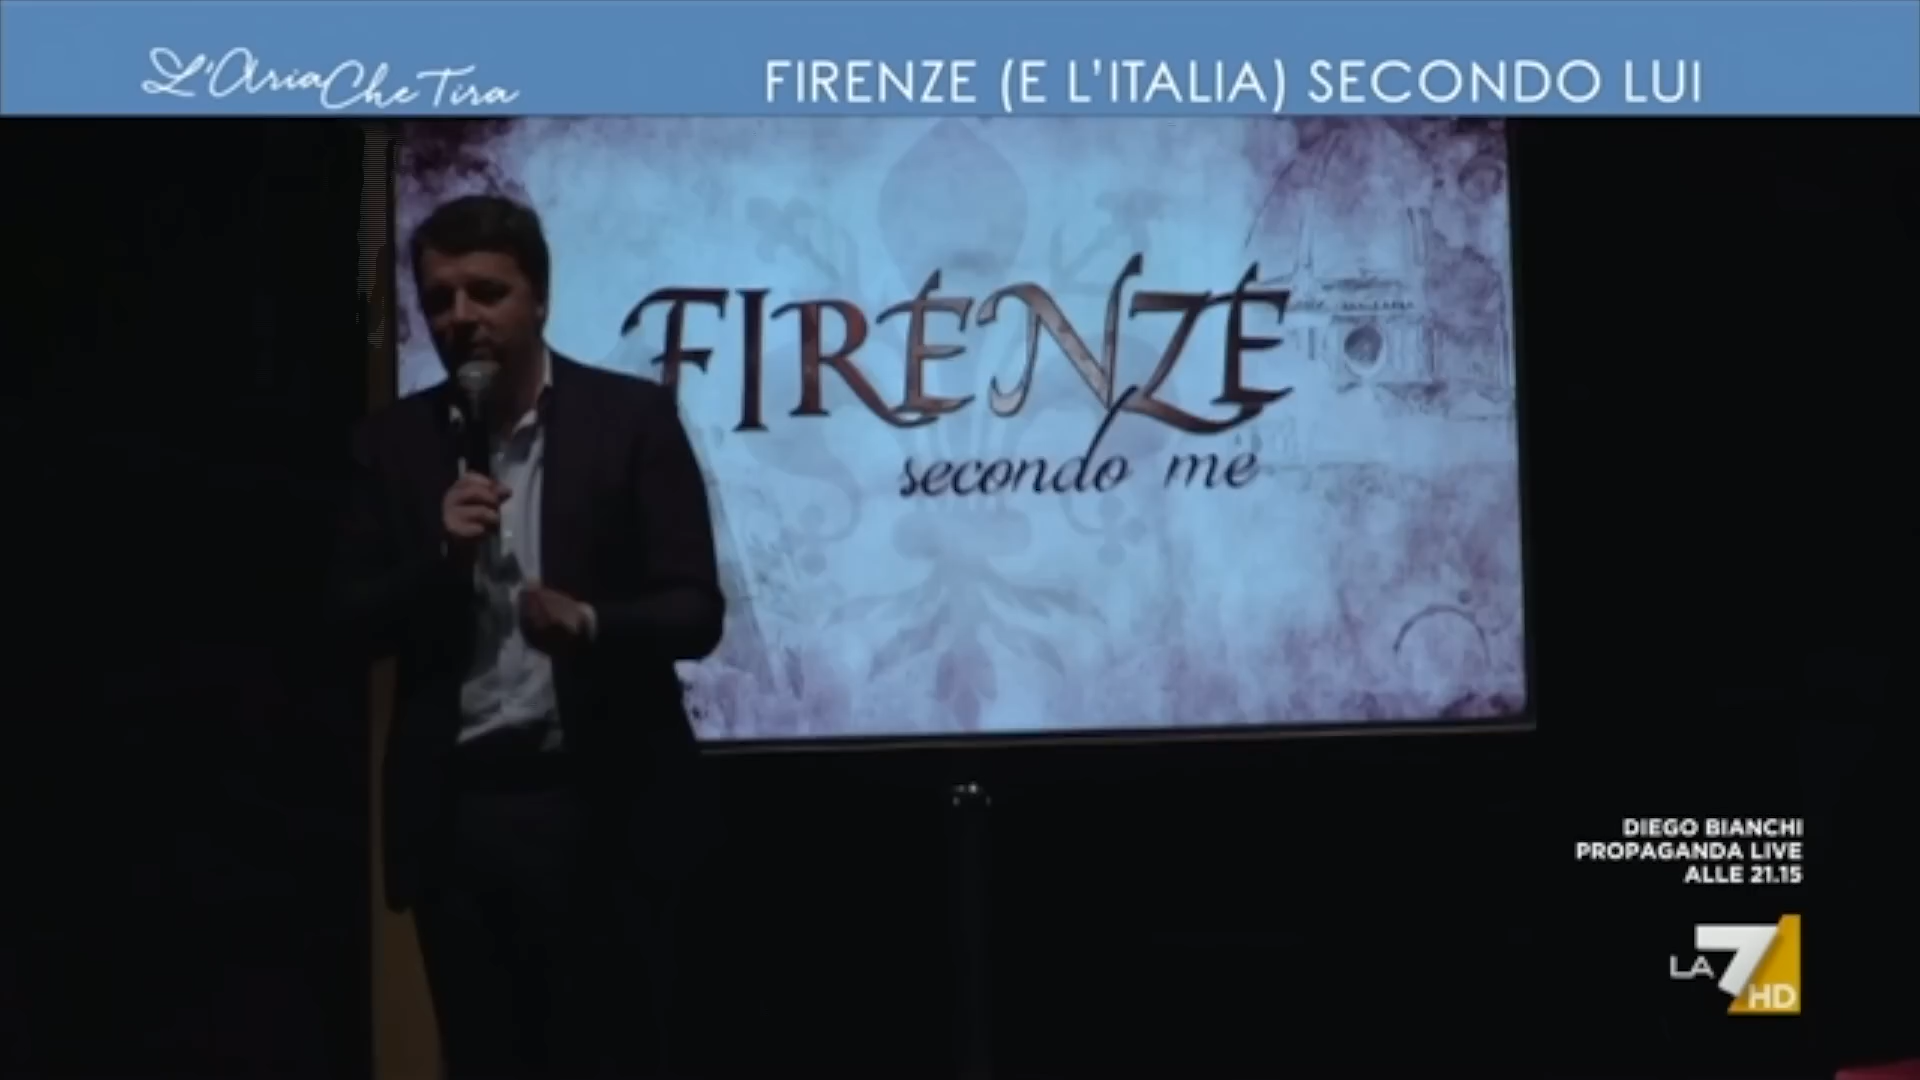 L'Aria Che Tira
FIRENZE (E L'ITALIA) SECONDO LUI
FIRENZE
secondo me
DIEGO BIANCHI
PROPAGANDA LIVE
ALLE 21.15
LA7
HD